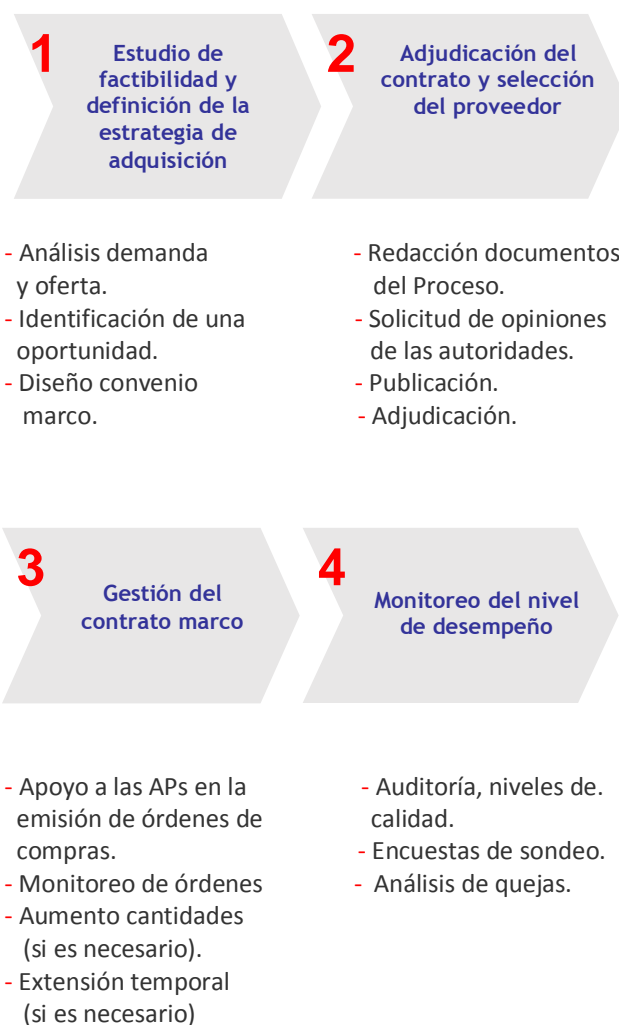 1
Estudio de
factibilidad y
definición de la
estrategia de
adquisición
- Análisis demanda
y oferta.
- Identificación de una
oportunidad.
- Diseño convenio
marco.
2
Adjudicación del
contrato y selección
del proveedor
- Redacción documentos
del Proceso.
- Solicitud de opiniones
de las autoridades.
- Publicación.
- Adjudicación.
3
Gestión del
contrato marco
- Apoyo a las APs en la
emisión de órdenes de
compras.
- Monitoreo de órdenes
- Aumento cantidades
(si es necesario).
- Extensión temporal
(si es necesario)
4
Monitoreo del nivel
de desempeño
- Auditoría, niveles de.
calidad.
- Encuestas de sondeo.
- Análisis de quejas.